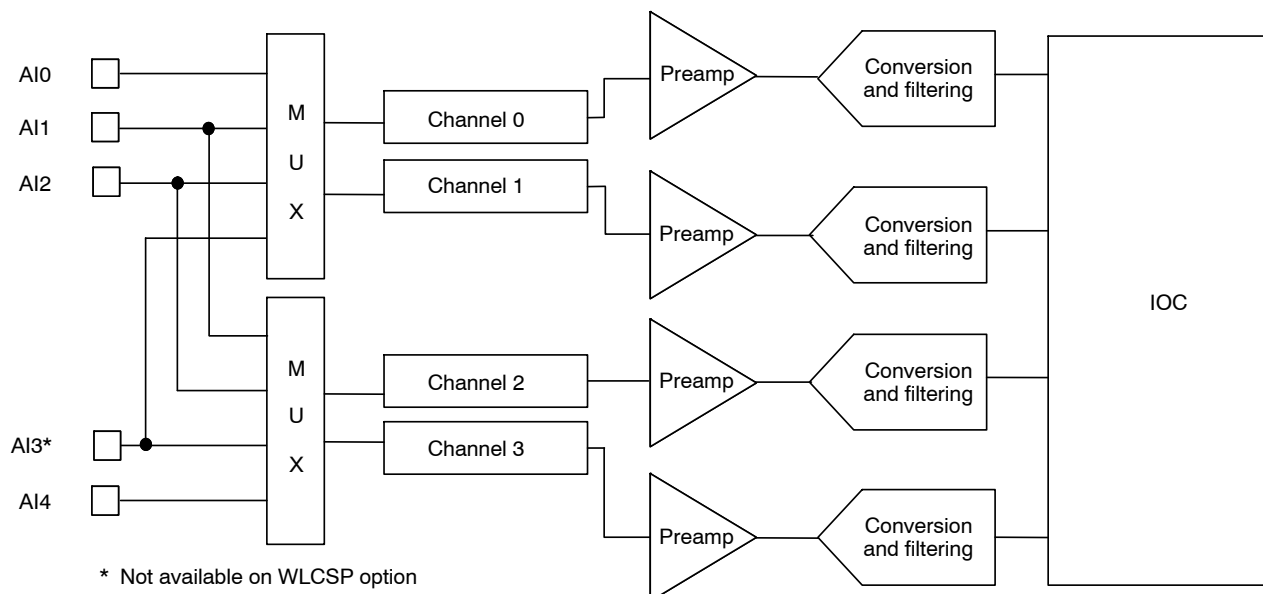 AI0
AI1
AI2
AI3*
AI4
M
U
X
M
U
X
Channel 0
Channel 1
Channel 2
Channel 3
Preamp
Preamp
Preamp
Preamp
Conversion
and filtering
Conversion
and filtering
Conversion
and filtering
Conversion
and filtering
IOC
* Not available on WLCSP option